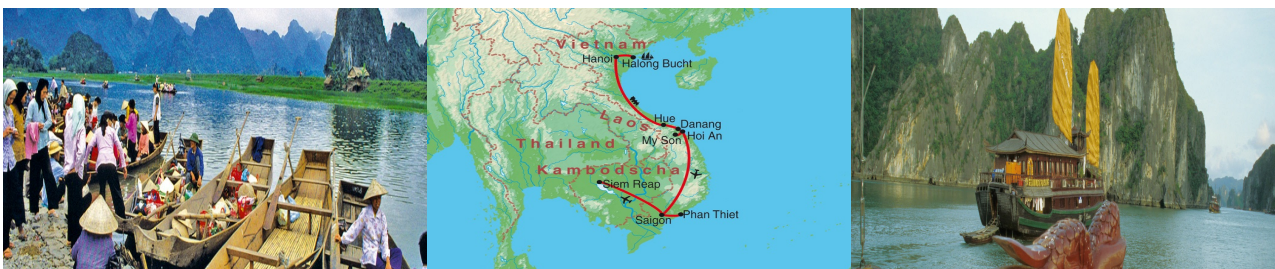 Vietnam
Hanoi
Halong Bucht
Hue
Danang
Laos
Hoi An
My Son
Thailand
Kambodscha
Siem Reap
Saigon
Phan Thiet